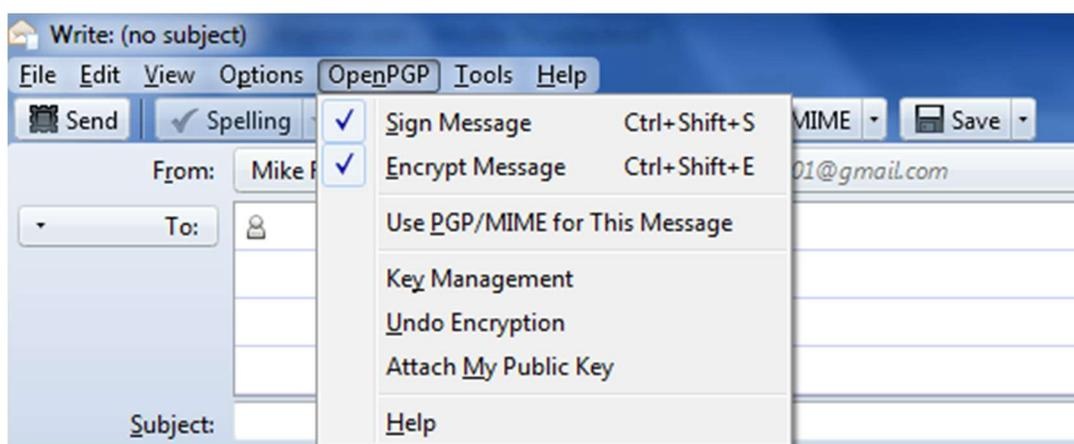 Write: (no subject)
File Edit View Options OpenPGP Tools Help
Send Spelling MIME Save
Sign Message Ctrl+Shift+S
Encrypt Message Ctrl+Shift+E
From: Mike 01@gmail.com
To:
Use PGP/MIME for This Message
Key Management
Undo Encryption
Attach My Public Key
Subject:
Help